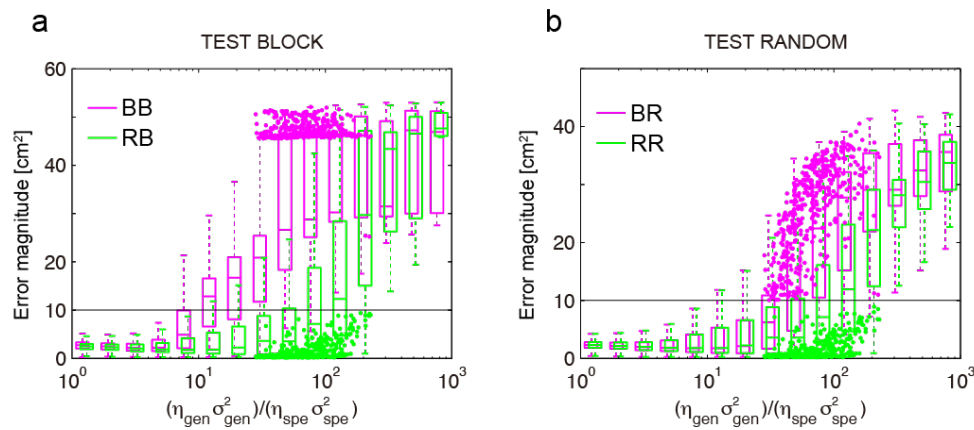 a
TEST BLOCK
60
40
20
10
0
Error magnitude [cm²]
BB
RB
10⁰ 10¹ 10² 10³
(η_gen σ²_gen)/(η_spe σ²_spe)
b
TEST RANDOM
40
20
10
0
Error magnitude [cm²]
BR
RR
10⁰ 10¹ 10² 10³
(η_gen σ²_gen)/(η_spe σ²_spe)